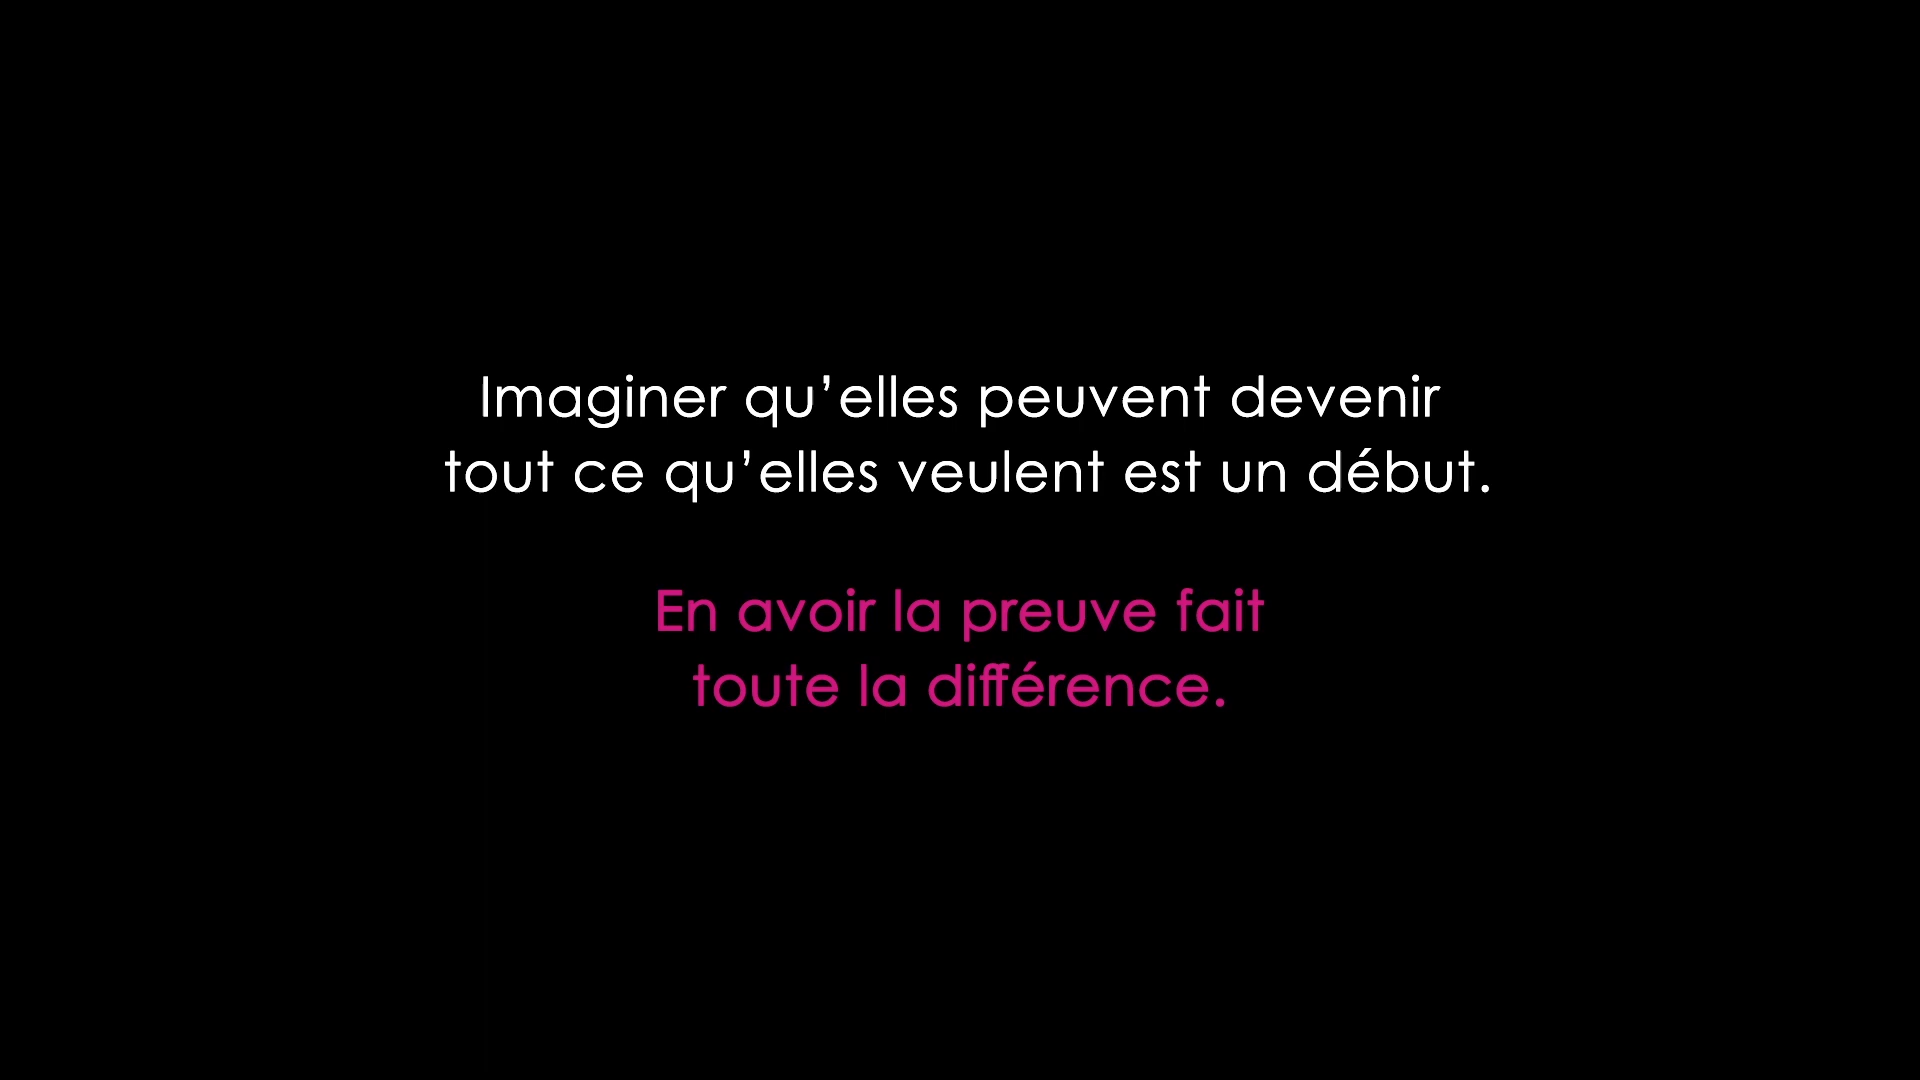 Imaginer qu’elles peuvent devenir
tout ce qu’elles veulent est un début.
En avoir la preuve fait
toute la différence.